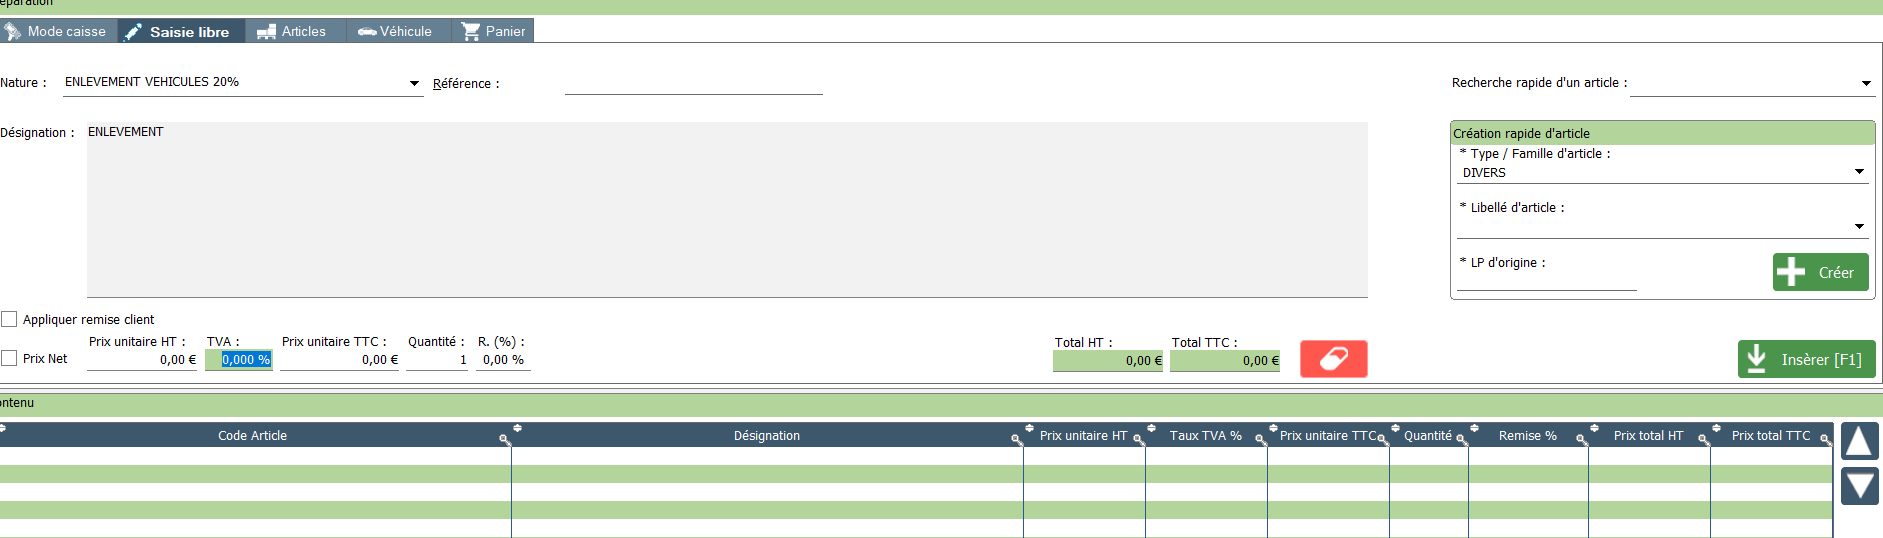 Mode caisse Saisie libre Articles Véhicule Panier
Nature : ENLEVEMENT VEHICULES 20% Référence : Recherche rapide d'un article :
Désignation : ENLEVEMENT
Création rapide d'article
* Type / Famille d'article :
DIVERS
* Libellé d'article :
* LP d'origine :
Créer
Appliquer remise client
Prix unitaire HT : TVA : Prix unitaire TTC : Quantité : R. (%) : Total HT : Total TTC :
Prix Net 0,00 € 0,000 % 0,00 € 1 0,00 % 0,00 € 0,00 € Insèrer [F1]
ontenu
Code Article Désignation Prix unitaire HT Taux TVA % Prix unitaire TTC Quantité Remise % Prix total HT Prix total TTC